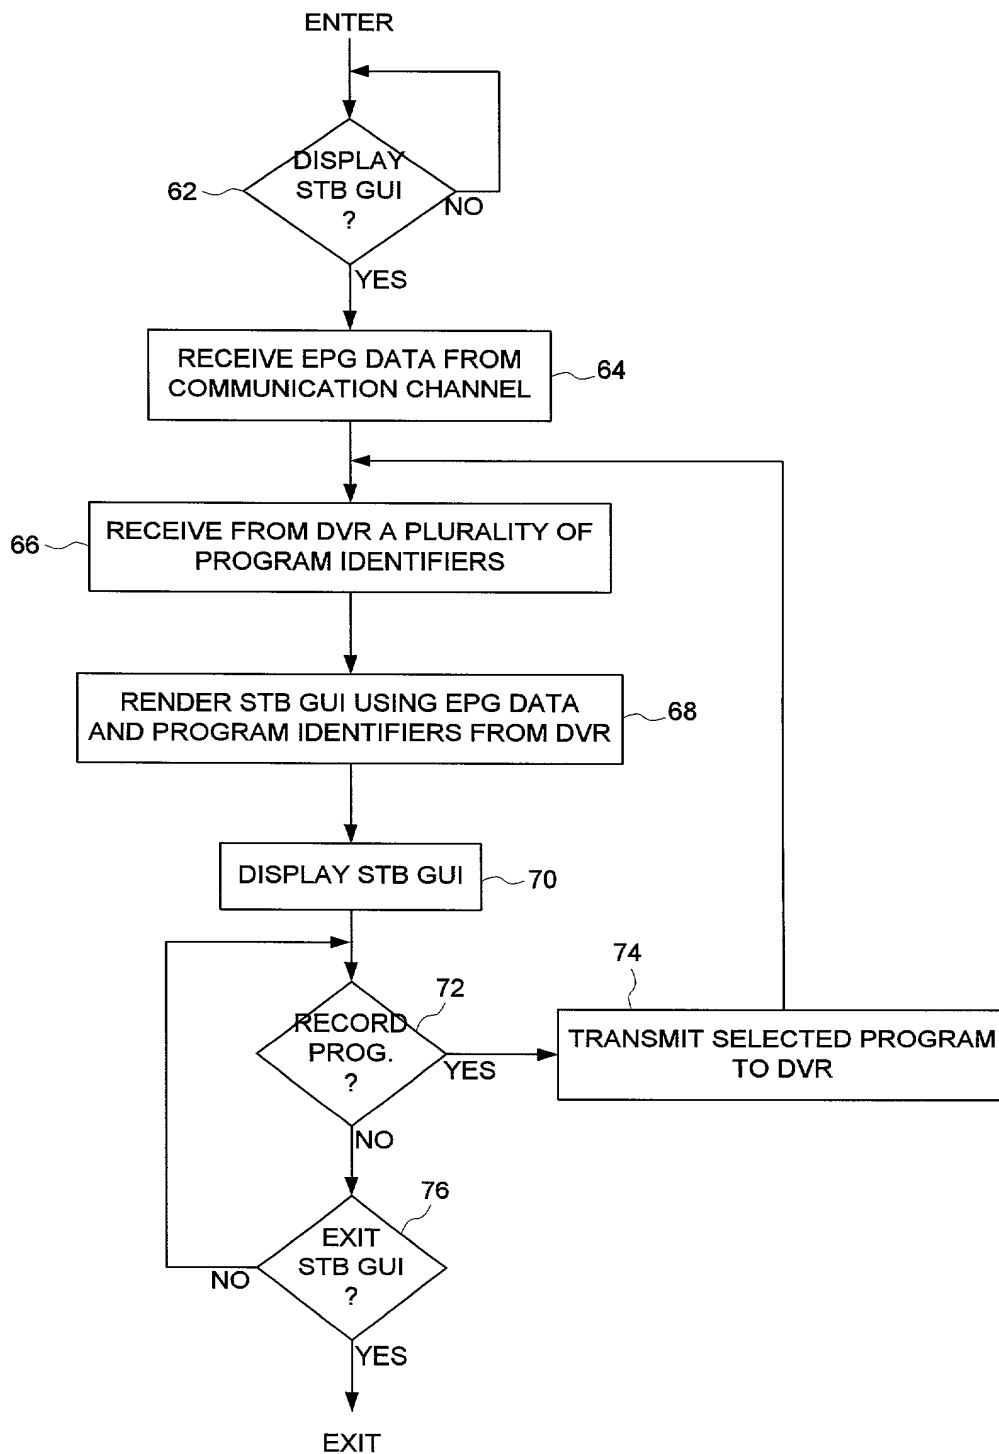 ENTER
DISPLAY
STB GUI
?
62
NO
YES
RECEIVE EPG DATA FROM
COMMUNICATION CHANNEL
64
RECEIVE FROM DVR A PLURALITY OF
PROGRAM IDENTIFIERS
66
RENDER STB GUI USING EPG DATA
AND PROGRAM IDENTIFIERS FROM DVR
68
DISPLAY STB GUI
70
RECORD
PROG.
?
72
YES
74
TRANSMIT SELECTED PROGRAM
TO DVR
NO
EXIT
STB GUI
?
76
NO
YES
EXIT